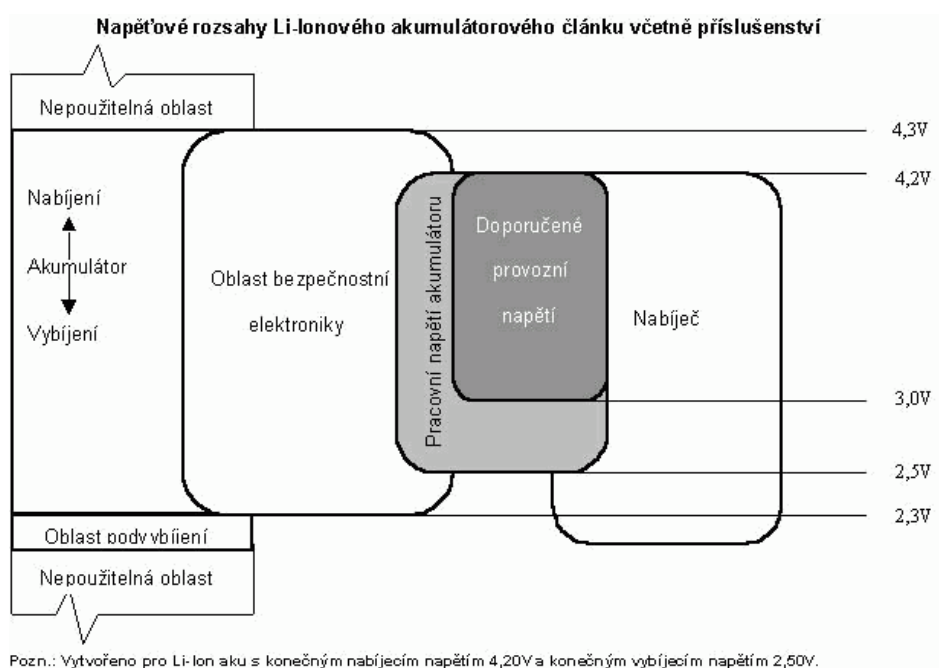 Napěťové rozsahy Li-Ionového akumulátorového článku včetně příslušenství
Nepoužitelná oblast
4,3V
4,2V
Nabíjení
Akumulátor
Vybíjení
Oblast bezpečnostní
elektroniky
Pracovní napětí akumulátoru
Doporučené
provozní
napětí
Nabíječ
3,0V
2,5V
2,3V
Oblast podvybíjení
Nepoužitelná oblast
Pozn.: Vytvořeno pro Li-Ion aku s konečným nabíjecím napětím 4,20V a konečným vybíjecím napětím 2,50V.